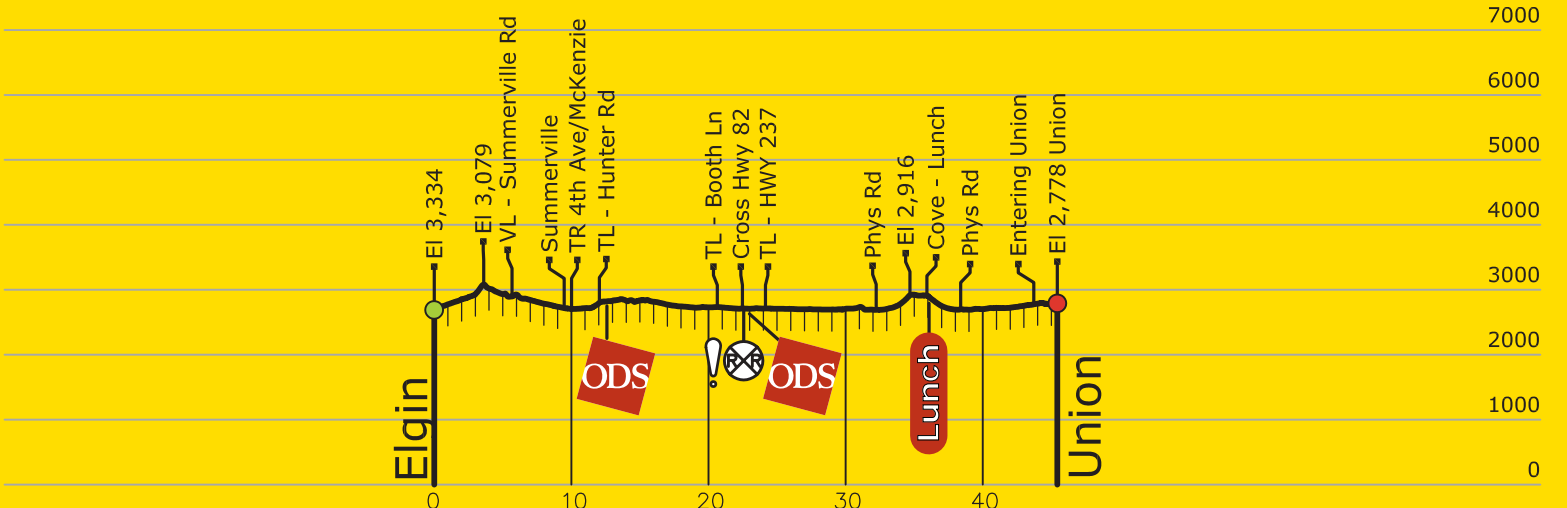 7000
6000
5000
4000
3000
2000
1000
0
El 3,334
El 3,079
VL - Summerville Rd
Summerville
TR 4th Ave/McKenzie
TL - Hunter Rd
TL - Booth Ln
Cross Hwy 82
TL - HWY 237
Phys Rd
El 2,916
Cove - Lunch
Phys Rd
Entering Union
El 2,778 Union
ODS
!
R R
ODS
Lunch
Elgin
Union
0
10
20
30
40